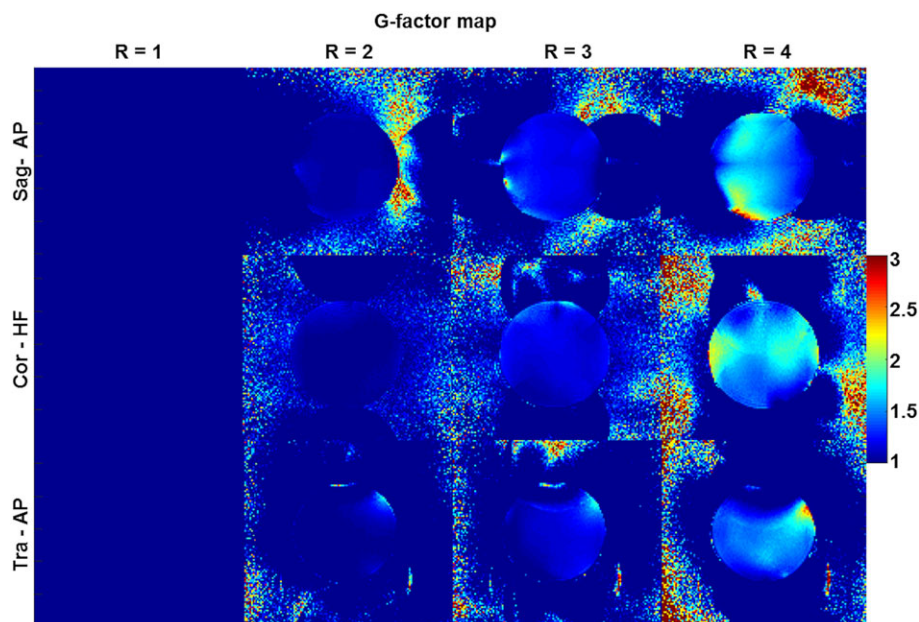 G-factor map
R = 1 R = 2 R = 3 R = 4
Sag- AP
Cor - HF
Tra - AP
3
2.5
2
1.5
1